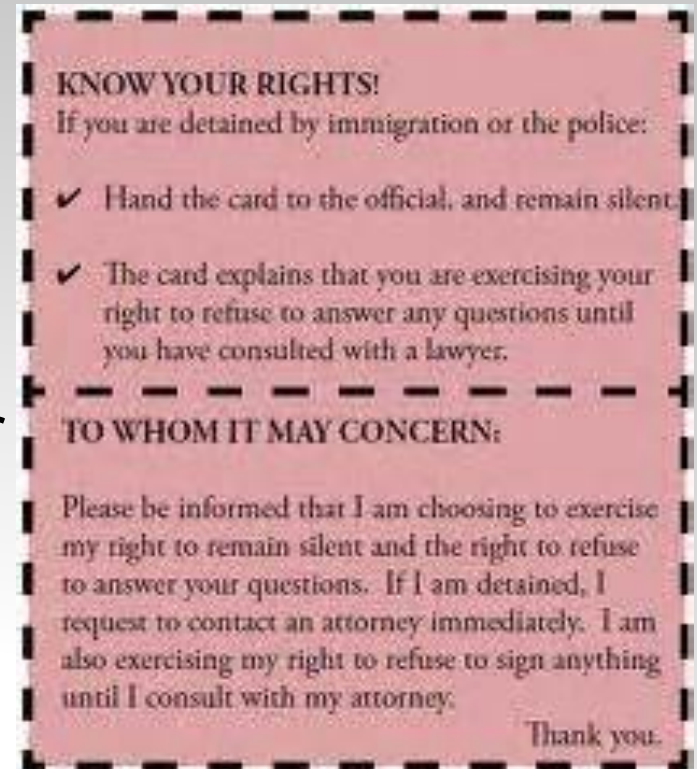 KNOW YOUR RIGHTS!
If you are detained by immigration or the police:
✔ Hand the card to the official, and remain silent.
✔ The card explains that you are exercising your
right to refuse to answer any questions until
you have consulted with a lawyer.
TO WHOM IT MAY CONCERN:
Please be informed that I am choosing to exercise
my right to remain silent and the right to refuse
to answer your questions. If I am detained, I
request to contact an attorney immediately. I am
also exercising my right to refuse to sign anything
until I consult with my attorney.
Thank you.